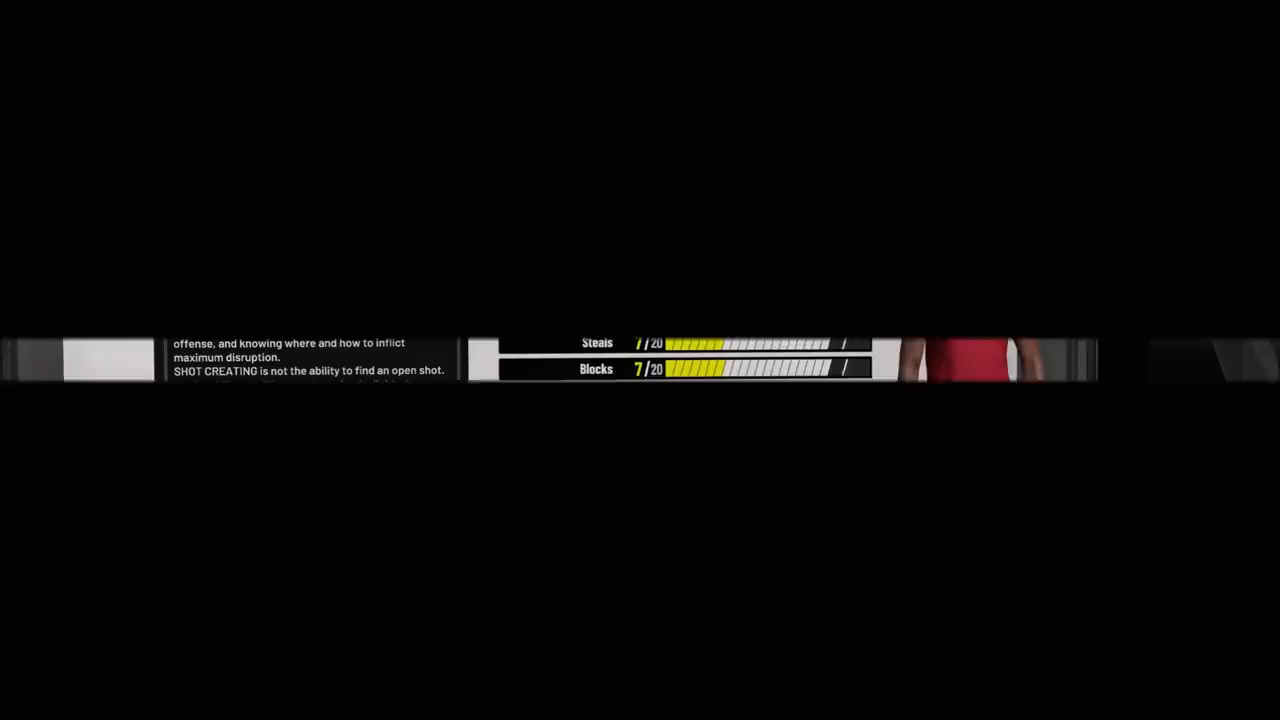 offense, and knowing where and how to inflict
maximum disruption.
SHOT CREATING is not the ability to find an open shot.
Steals 7/20
Blocks 7/20